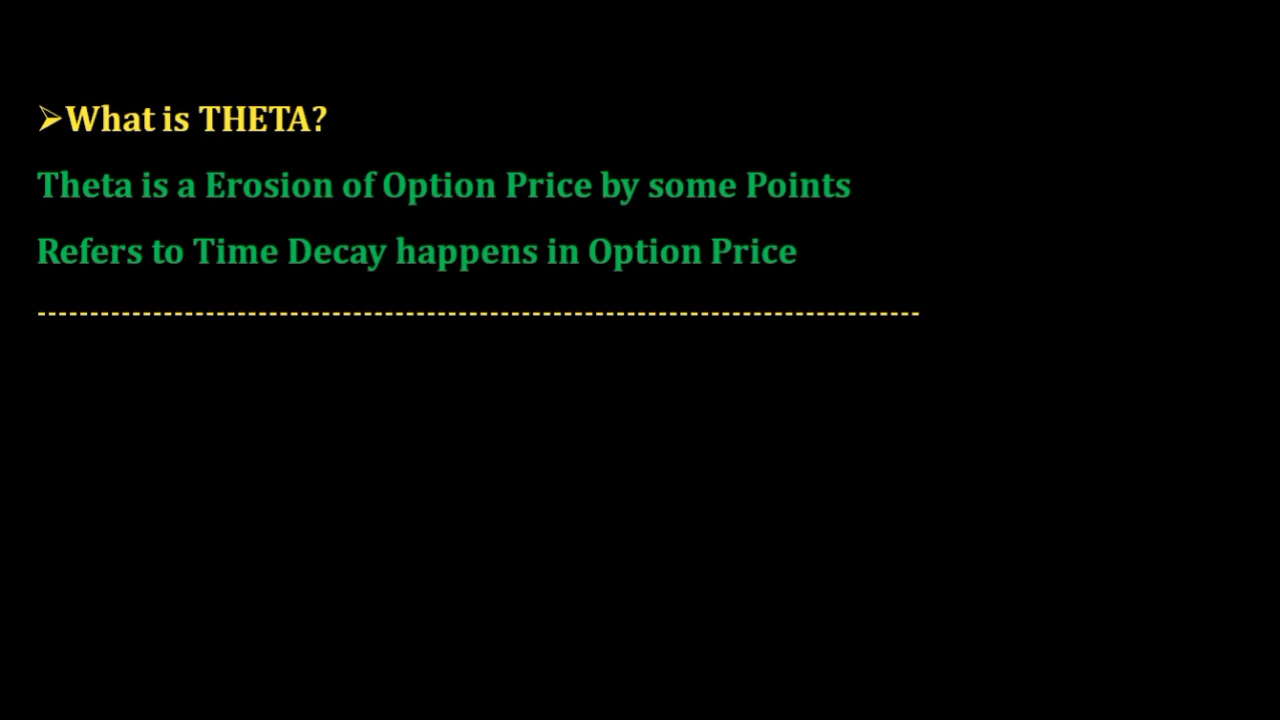 ➢What is THETA?
Theta is a Erosion of Option Price by some Points
Refers to Time Decay happens in Option Price
------------------------------------------------------------------------------------